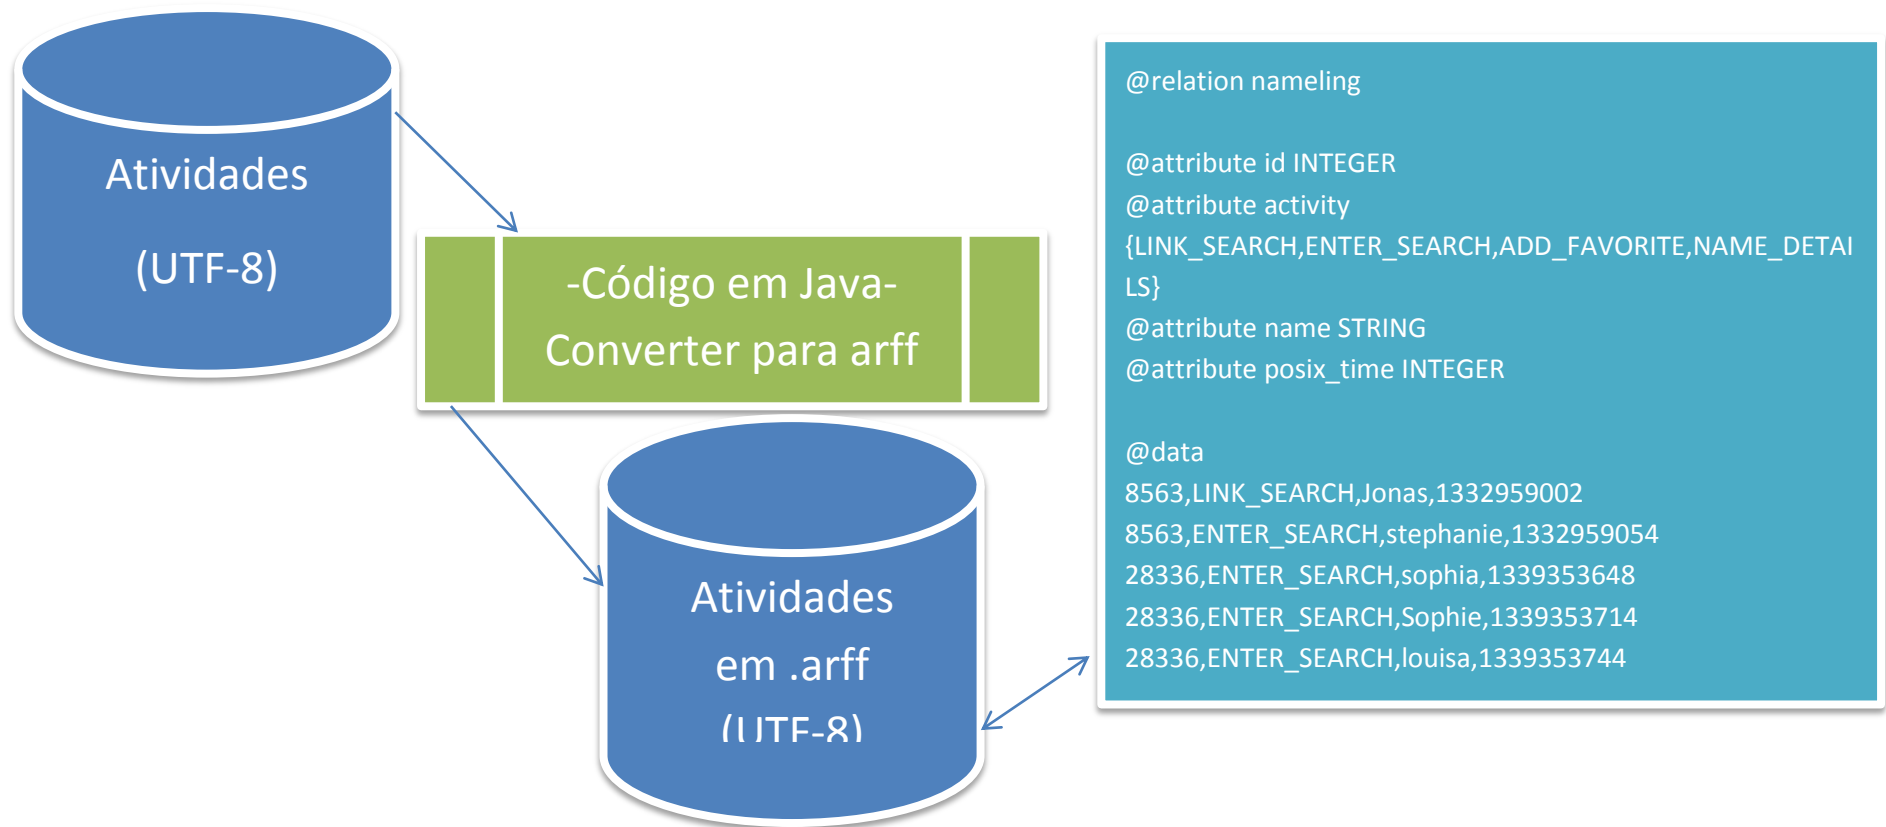 Atividades
(UTF-8)
-Código em Java-
Converter para arff
Atividades
em .arff
(UTF-8)
@relation nameling
@attribute id INTEGER
@attribute activity
{LINK_SEARCH,ENTER_SEARCH,ADD_FAVORITE,NAME_DETAI
LS}
@attribute name STRING
@attribute posix_time INTEGER
@data
8563,LINK_SEARCH,Jonas,1332959002
8563,ENTER_SEARCH,stephanie,1332959054
28336,ENTER_SEARCH,sophia,1339353648
28336,ENTER_SEARCH,Sophie,1339353714
28336,ENTER_SEARCH,louisa,1339353744